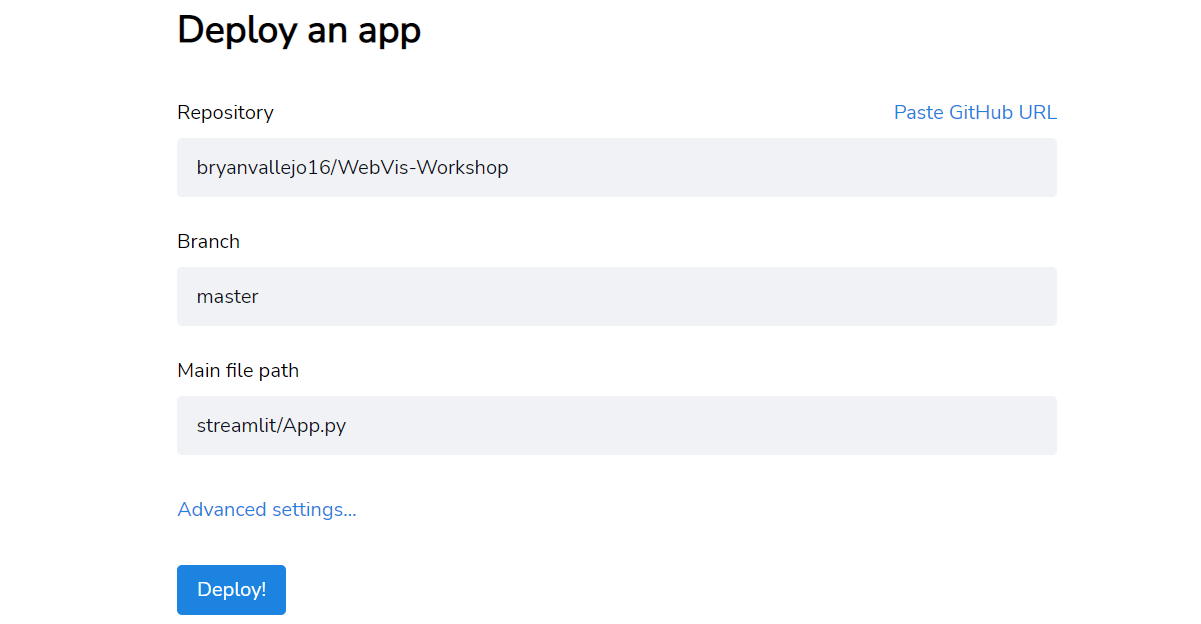 Deploy an app
Repository
Paste GitHub URL
bryanvallejo16/WebVis-Workshop
Branch
master
Main file path
streamlit/App.py
Advanced settings...
Deploy!